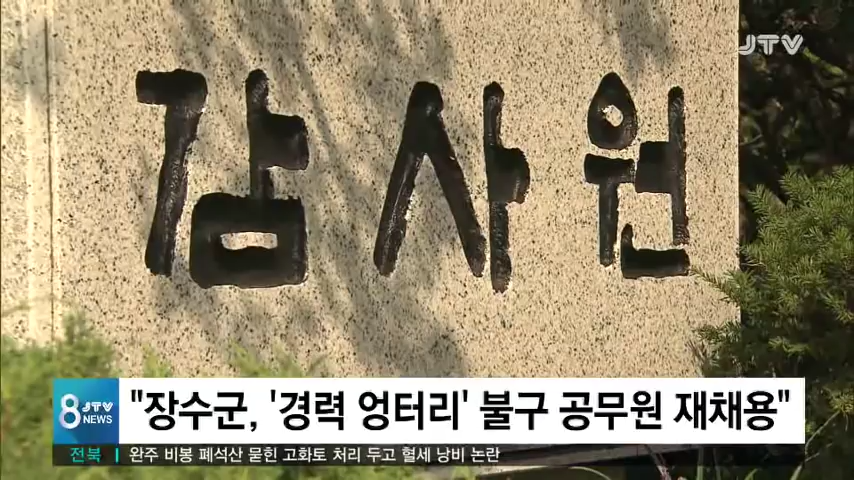 JTV
감사원
8 JTV NEWS
"장수군, '경력 엉터리' 불구 공무원 재채용"
전북 | 완주 비봉 폐석산 묻힌 고화토 처리 두고 혈세 낭비 논란